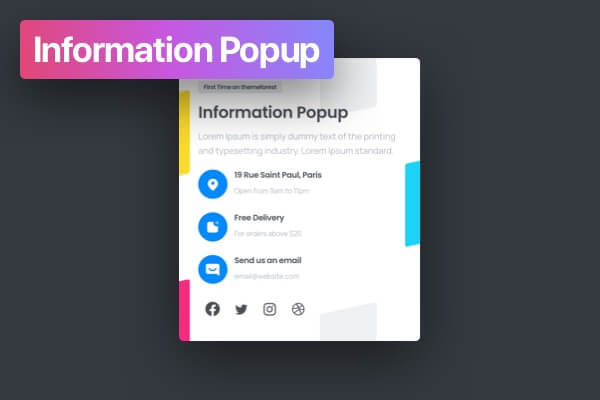 Information Popup
First Time on themeforest
Information Popup
Lorem Ipsum is simply dummy text of the printing
and typesetting industry. Lorem Ipsum standard.
19 Rue Saint Paul, Paris
Open from 9am to 11pm
Free Delivery
For orders above $20
Send us an email
email@website.com